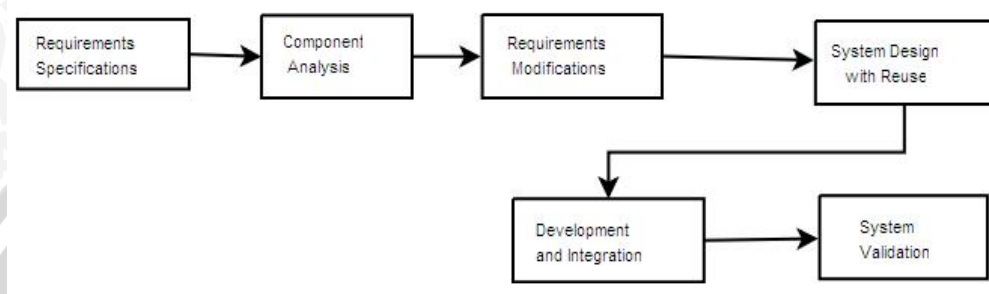 Requirements
Specifications
Component
Analysis
Requirements
Modifications
System Design
with Reuse
Development
and Integration
System
Validation